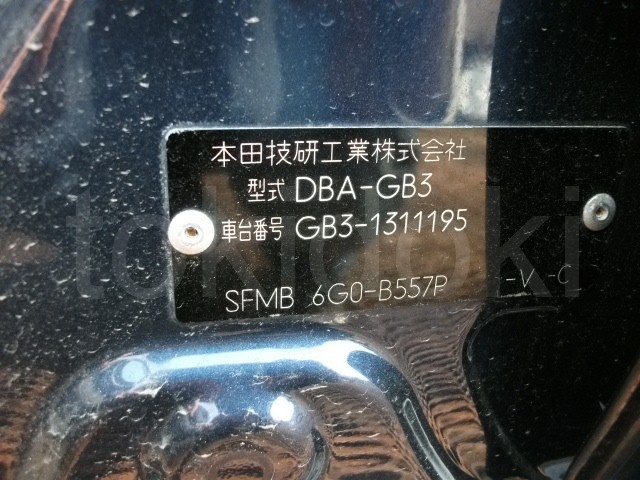 本田技研工業株式会社
型式 DBA-GB3
車台番号 GB3-1311195
SFMB 6G0-B557P -V -C
tokidoki